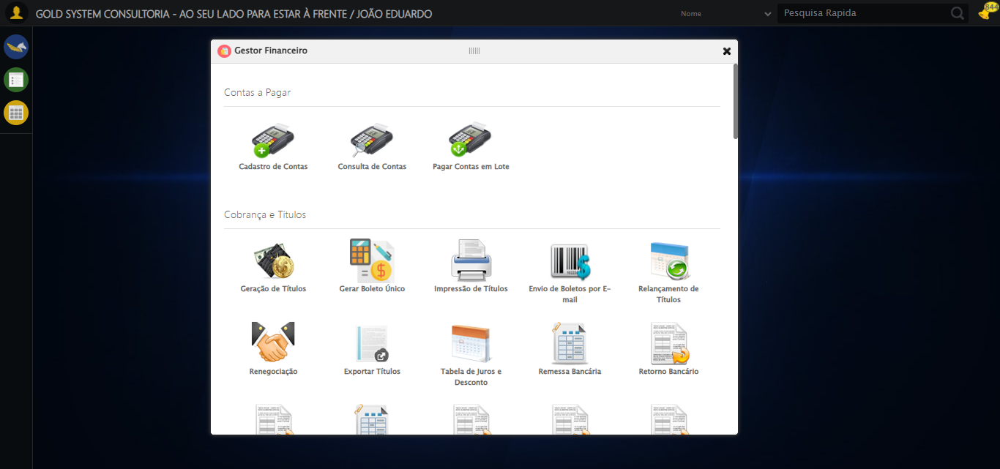 GOLD SYSTEM CONSULTORIA - AO SEU LADO PARA ESTAR À FRENTE / JOÃO EDUARDO
Nome
Pesquisa Rapida
844
Gestor Financeiro
Contas a Pagar
Cadastro de Contas
Consulta de Contas
Pagar Contas em Lote
Cobrança e Títulos
Geração de Títulos
Gerar Boleto Único
Impressão de Títulos
Envio de Boletos por E-
mail
Relançamento de
Títulos
Renegociação
Exportar Títulos
Tabela de Juros e
Desconto
Remessa Bancária
Retorno Bancário